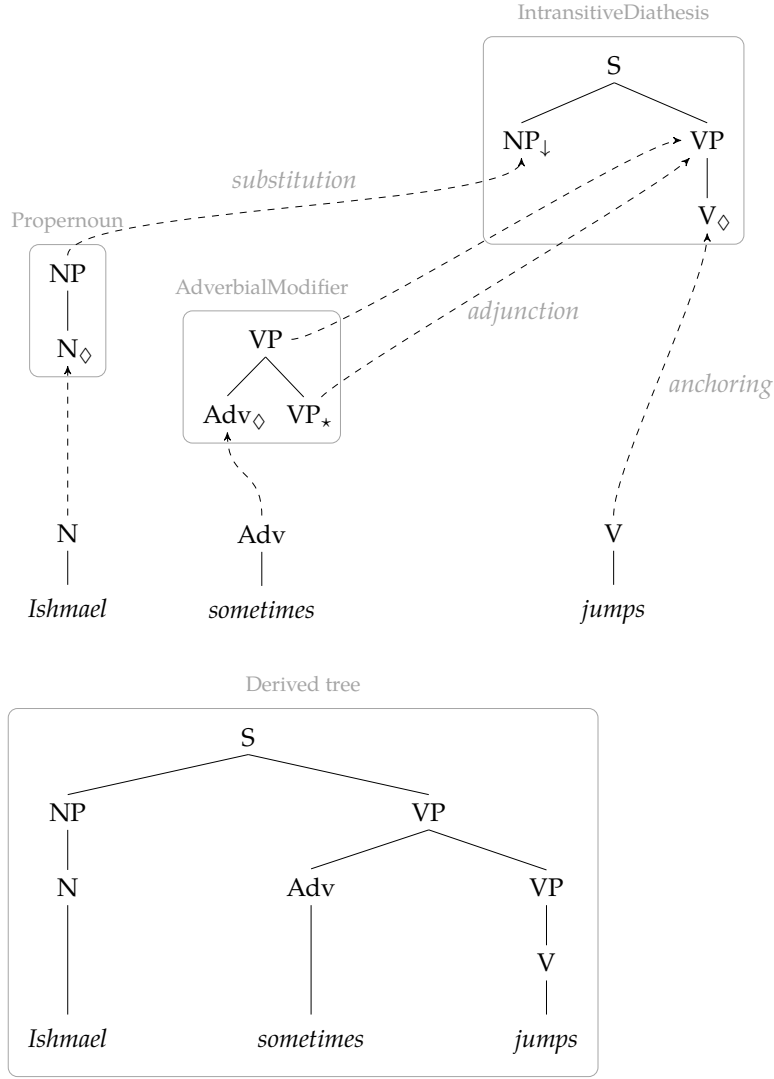 IntransitiveDiathesis
S
NP↓ VP
substitution
V◇
Propernoun
NP
AdverbialModifier
adjunction
VP
N◇
anchoring
Adv◇ VP⋆
N Adv V
Ishmael sometimes jumps
Derived tree
S
NP VP
N Adv VP
V
Ishmael sometimes jumps